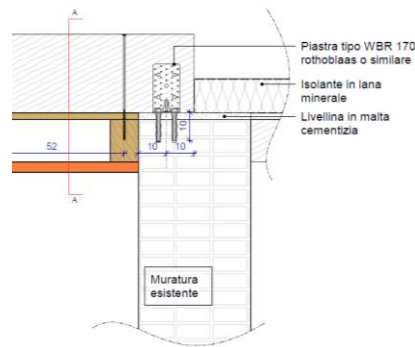 A
Piastra tipo WBR 170
rothoblaas o similare
Isolante in lana
minerale
Livellina in malta
cementizia
10
52
10
10
A
Muratura
esistente